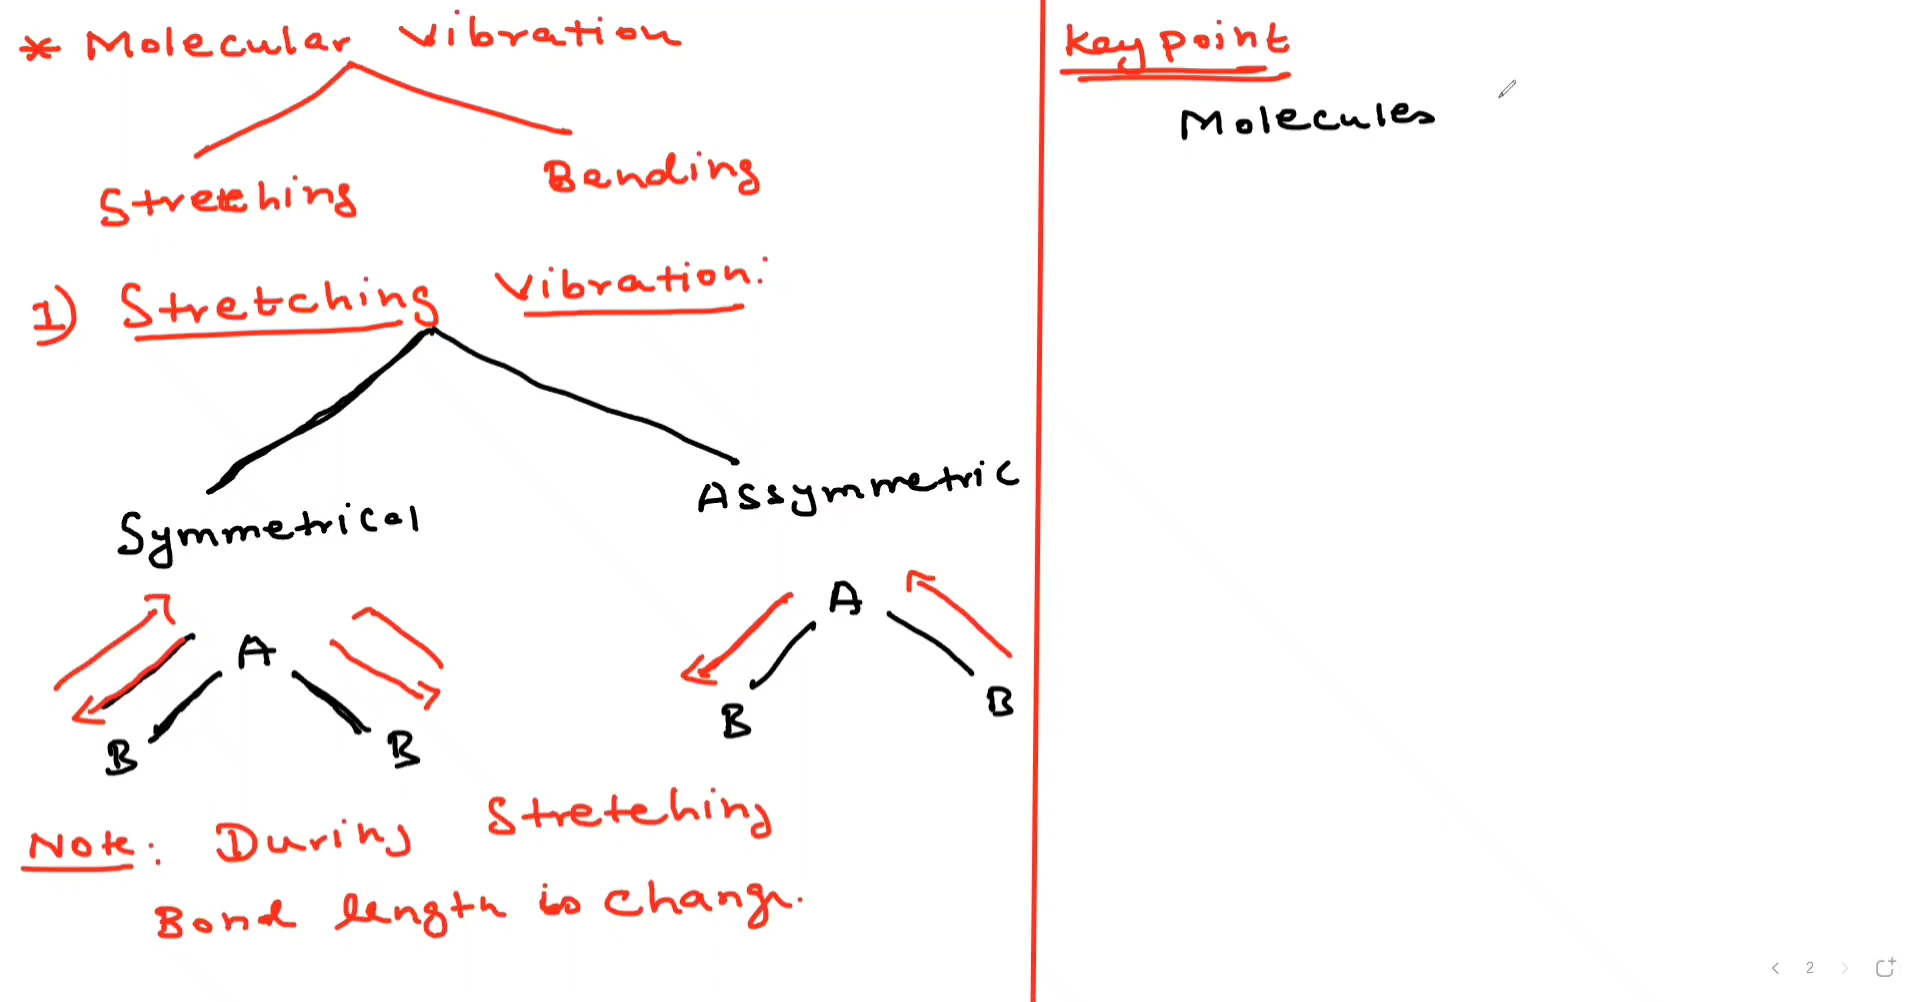 * Molecular Vibration
Stretching
Bending
1) Stretching Vibration:
Symmetrical
Assymmetric
A
B
B
A
B
B
Note: During Stretching
Bond length is change.
Key point
Molecules
2